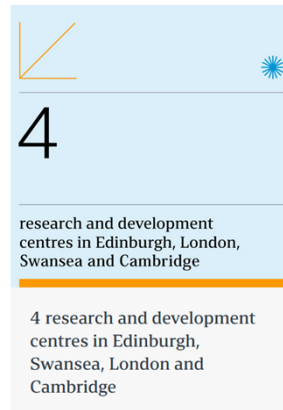 4
research and development
centres in Edinburgh, London,
Swansea and Cambridge
4 research and development
centres in Edinburgh,
Swansea, London and
Cambridge